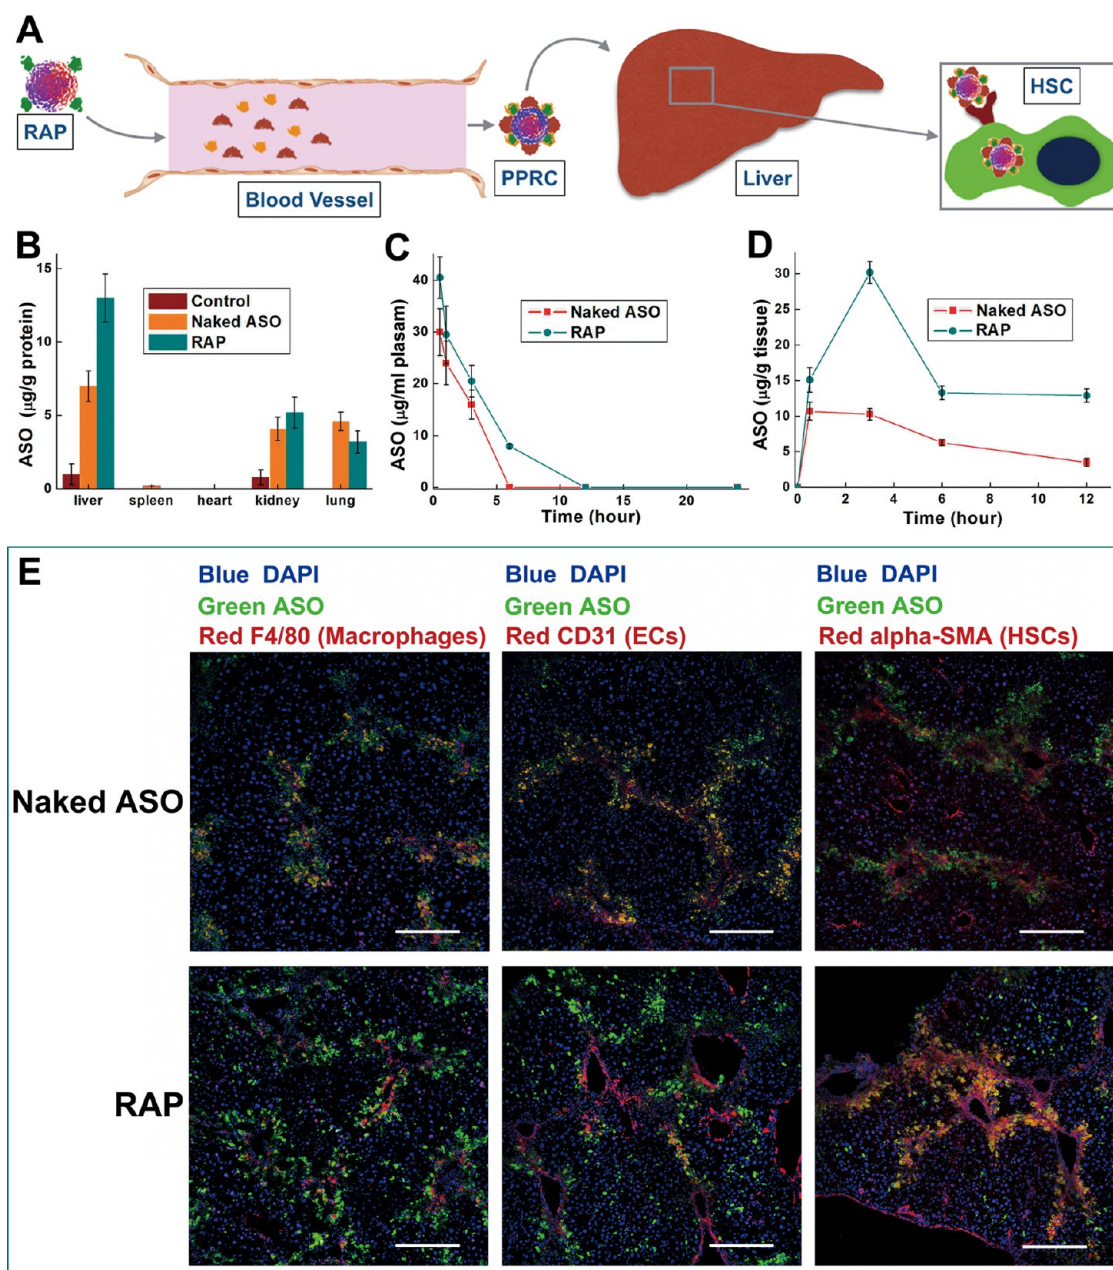 A
RAP
Blood Vessel
PPRC
Liver
HSC
B
ASO (µg/g protein)
15
10
5
0
Control
Naked ASO
RAP
liver spleen heart kidney lung
C
ASO (µg/ml plasam)
40
30
20
10
0
Naked ASO
RAP
0 5 10 15 20
Time (hour)
D
ASO (µg/g tissue)
30
25
20
15
10
5
0
Naked ASO
RAP
0 2 4 6 8 10 12
Time (hour)
E
Blue DAPI
Green ASO
Red F4/80 (Macrophages)
Blue DAPI
Green ASO
Red CD31 (ECs)
Blue DAPI
Green ASO
Red alpha-SMA (HSCs)
Naked ASO
RAP